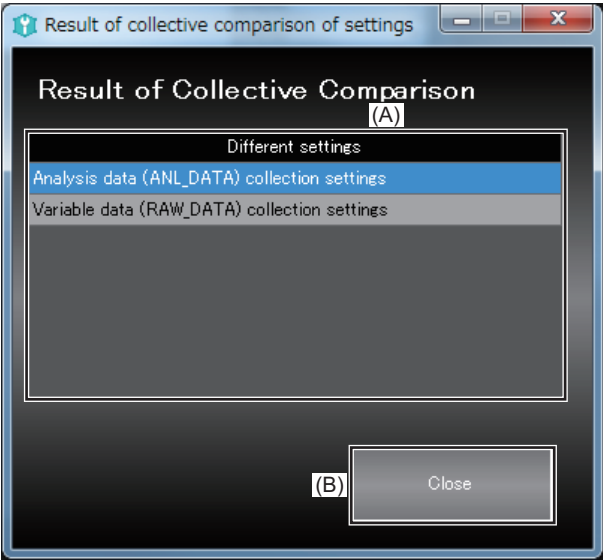 Result of collective comparison of settings
Result of Collective Comparison
(A)
Different settings
Analysis data (ANL_DATA) collection settings
Variable data (RAW_DATA) collection settings
(B)
Close